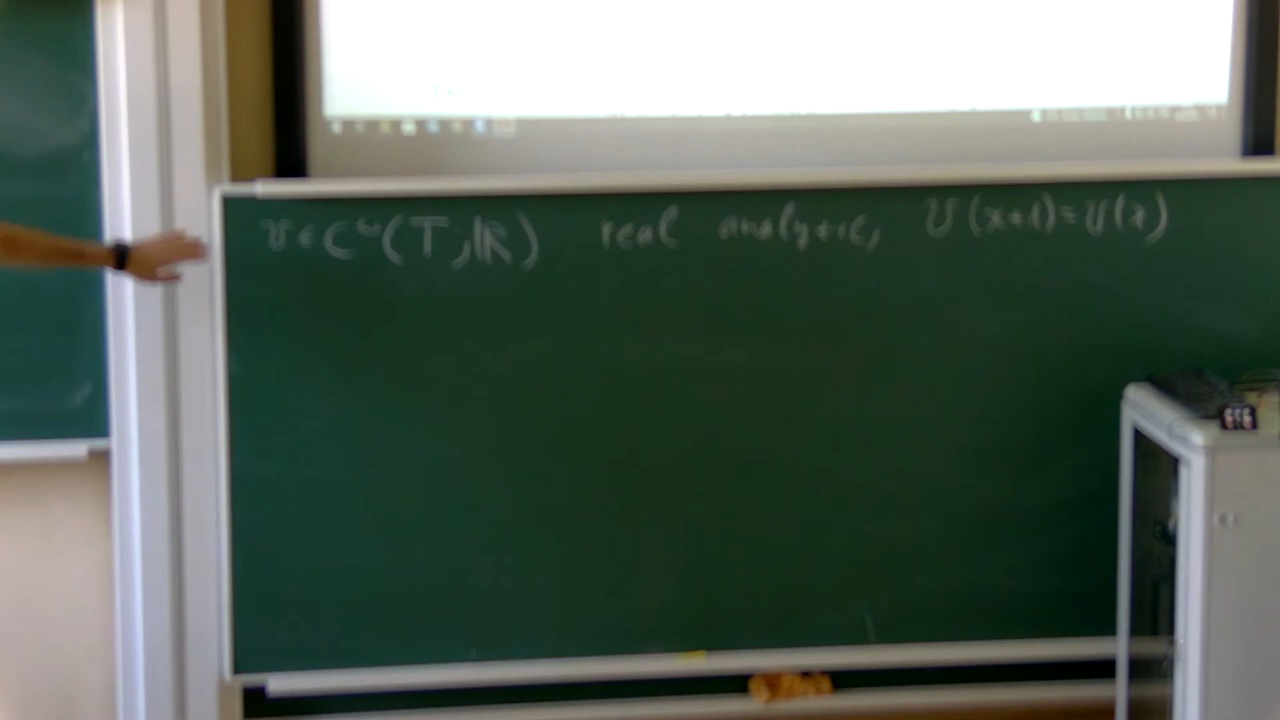 v ∈ C^ω(T, ℝ) real analytic, v(x+1) = v(x)